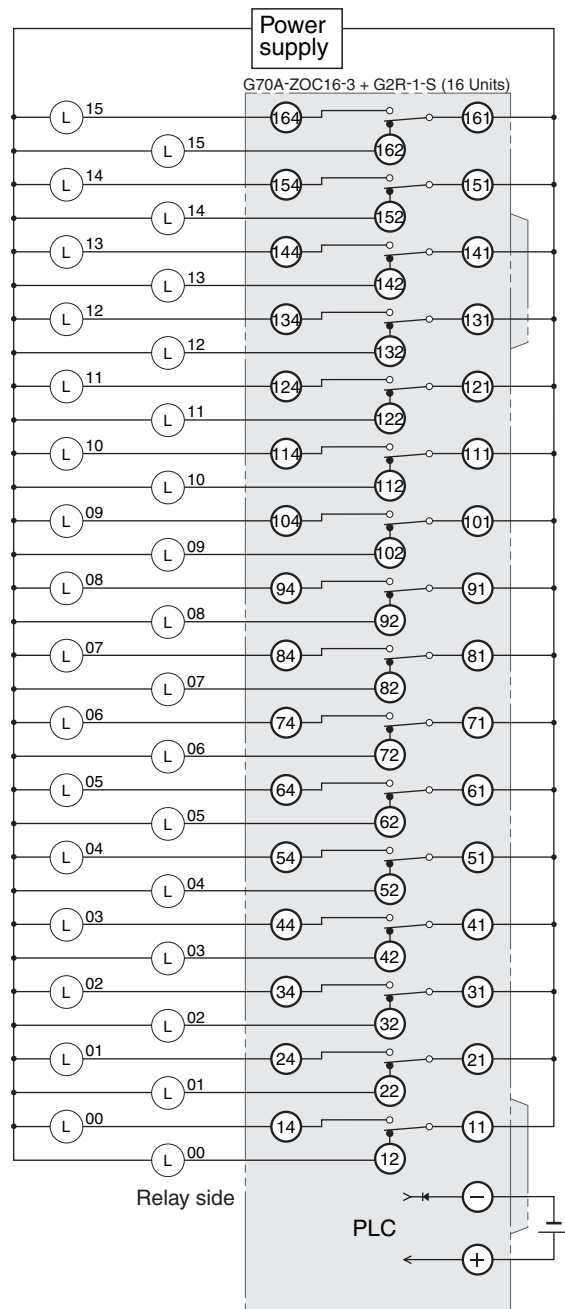 Power
supply
G70A-ZOC16-3 + G2R-1-S (16 Units)
L 15 164 161
L 15 162
L 14 154 151
L 14 152
L 13 144 141
L 13 142
L 12 134 131
L 12 132
L 11 124 121
L 11 122
L 10 114 111
L 10 112
L 09 104 101
L 09 102
L 08 94 91
L 08 92
L 07 84 81
L 07 82
L 06 74 71
L 06 72
L 05 64 61
L 05 62
L 04 54 51
L 04 52
L 03 44 41
L 03 42
L 02 34 31
L 02 32
L 01 24 21
L 01 22
L 00 14 11
L 00 12
Relay side
−
PLC
+